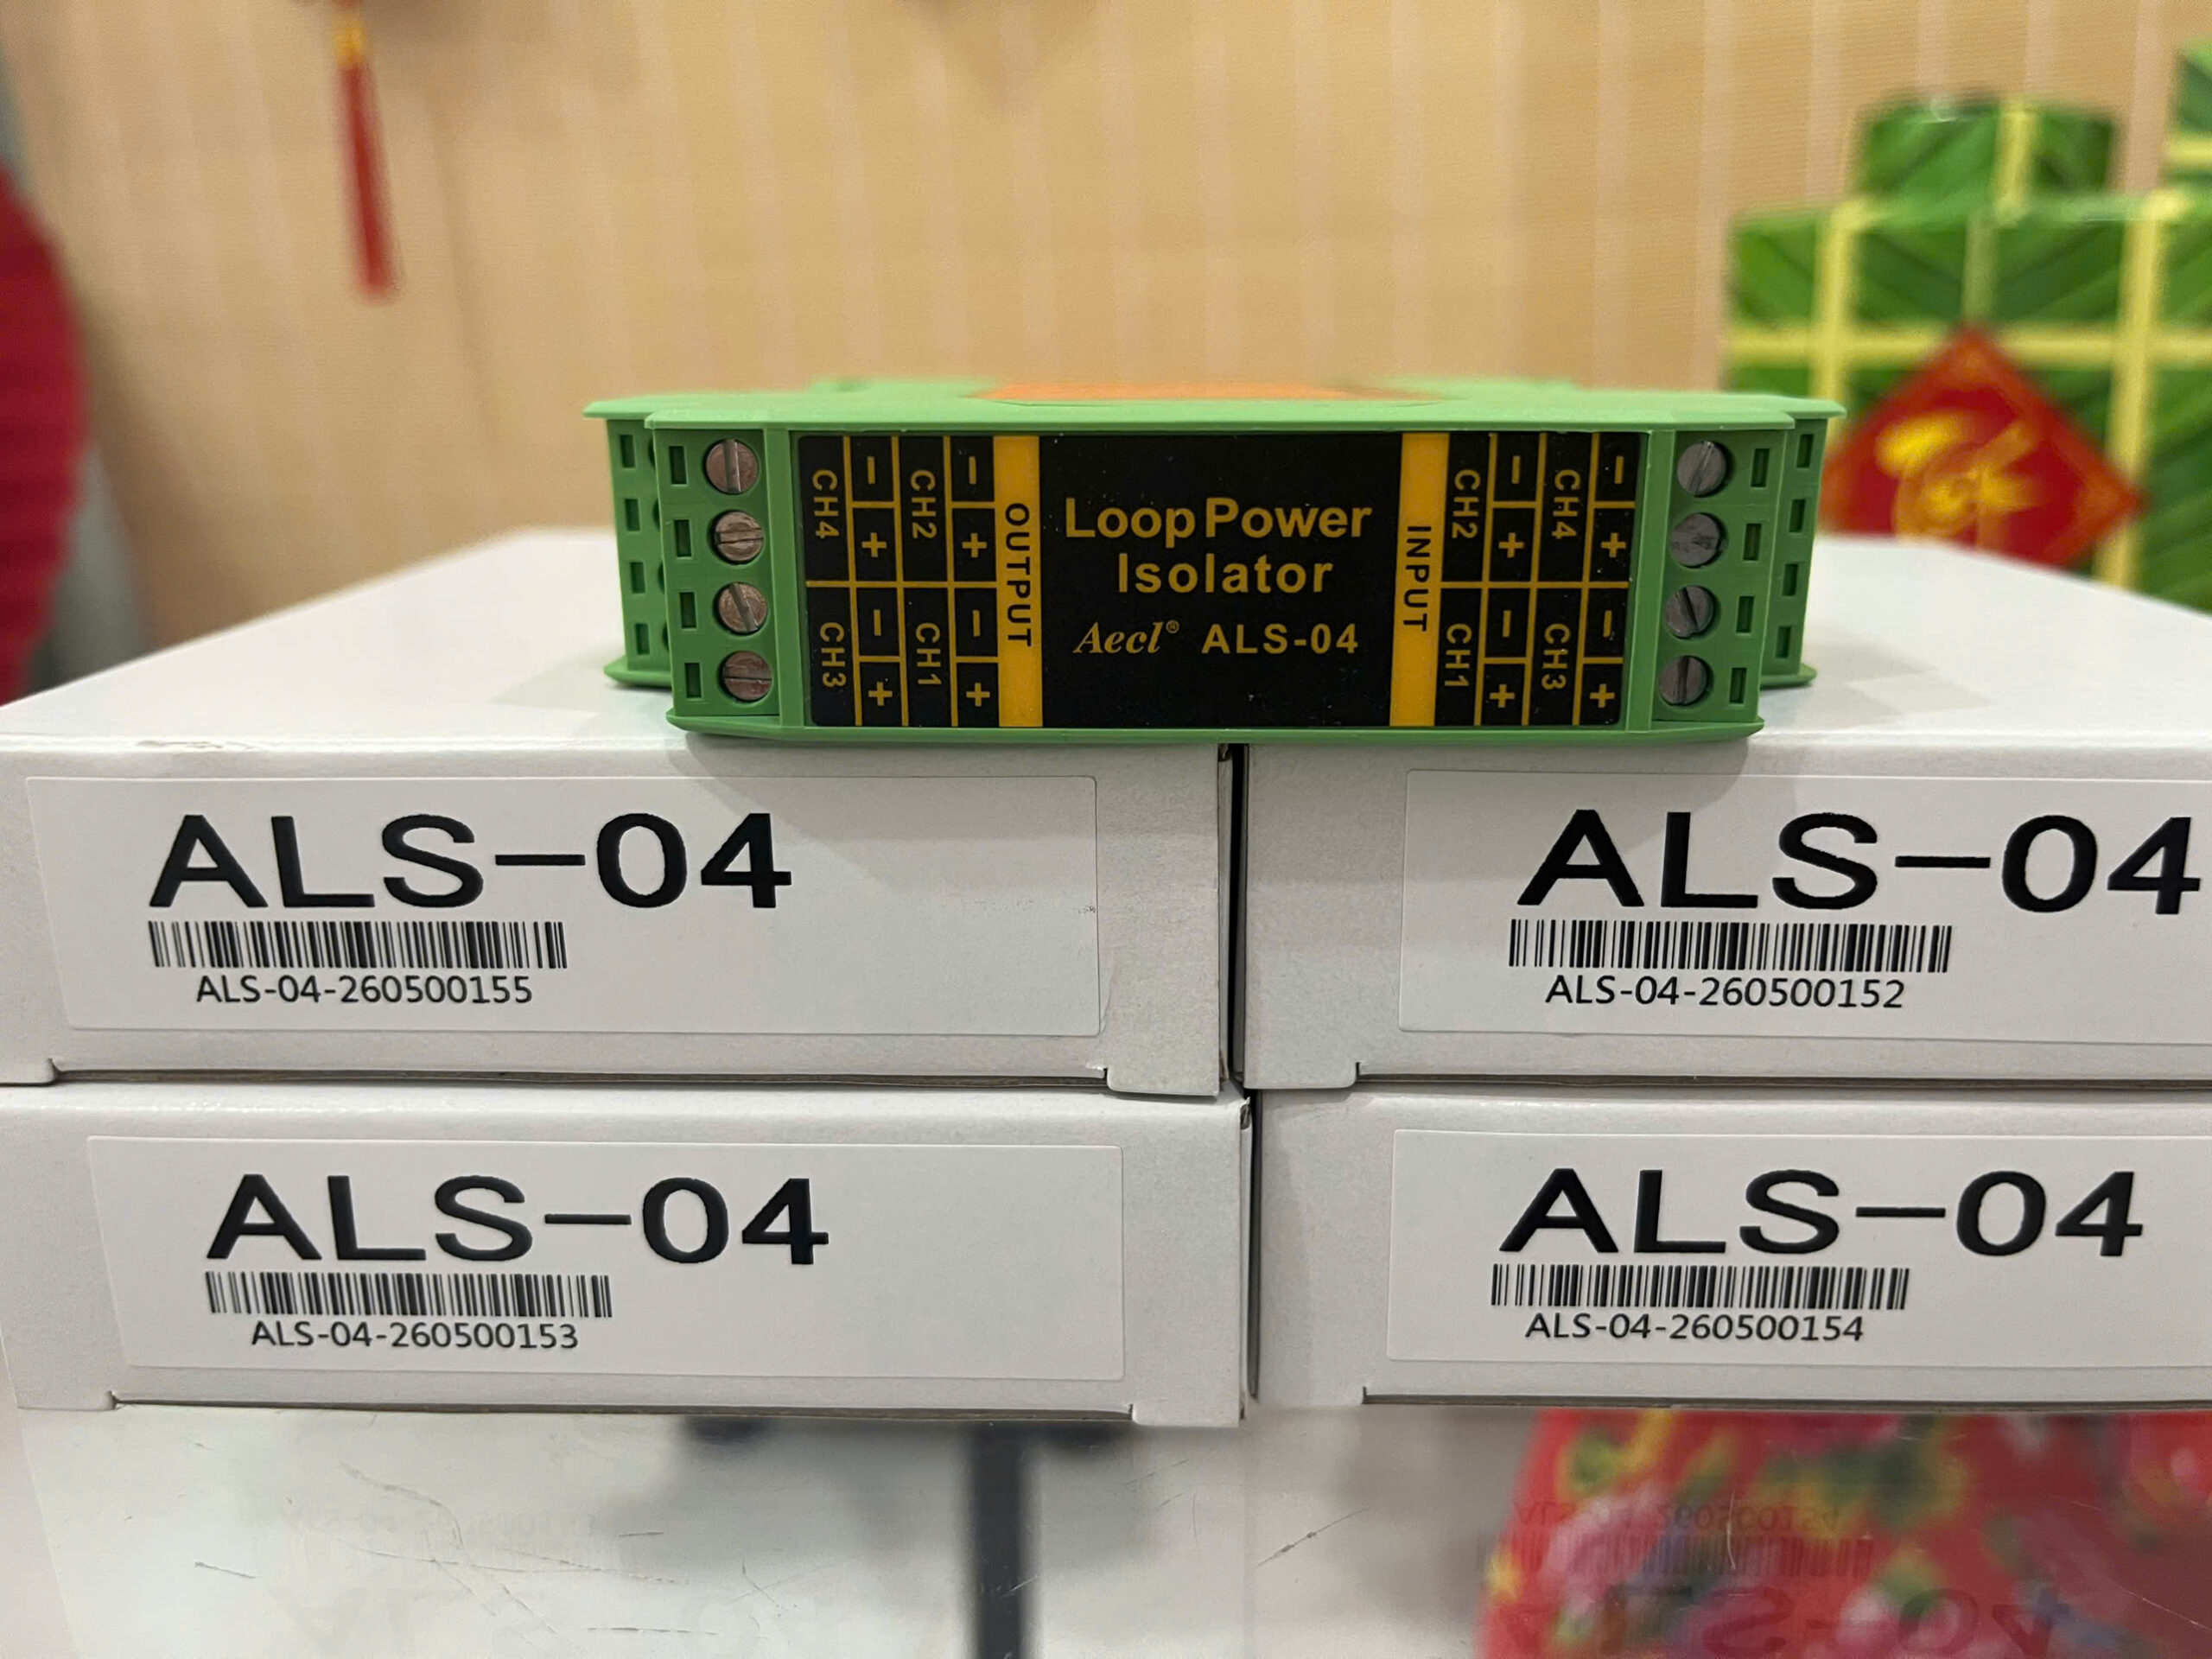 CH4 - CH2 - OUTPUT
+ +
CH3 - CH1 -
+ +
Loop Power
Isolator
Aecl® ALS-04
INPUT CH2 - CH4 -
+ +
CH1 - CH3 -
+ +
ALS-04
ALS-04-260500155
ALS-04
ALS-04-260500152
ALS-04
ALS-04-260500153
ALS-04
ALS-04-260500154